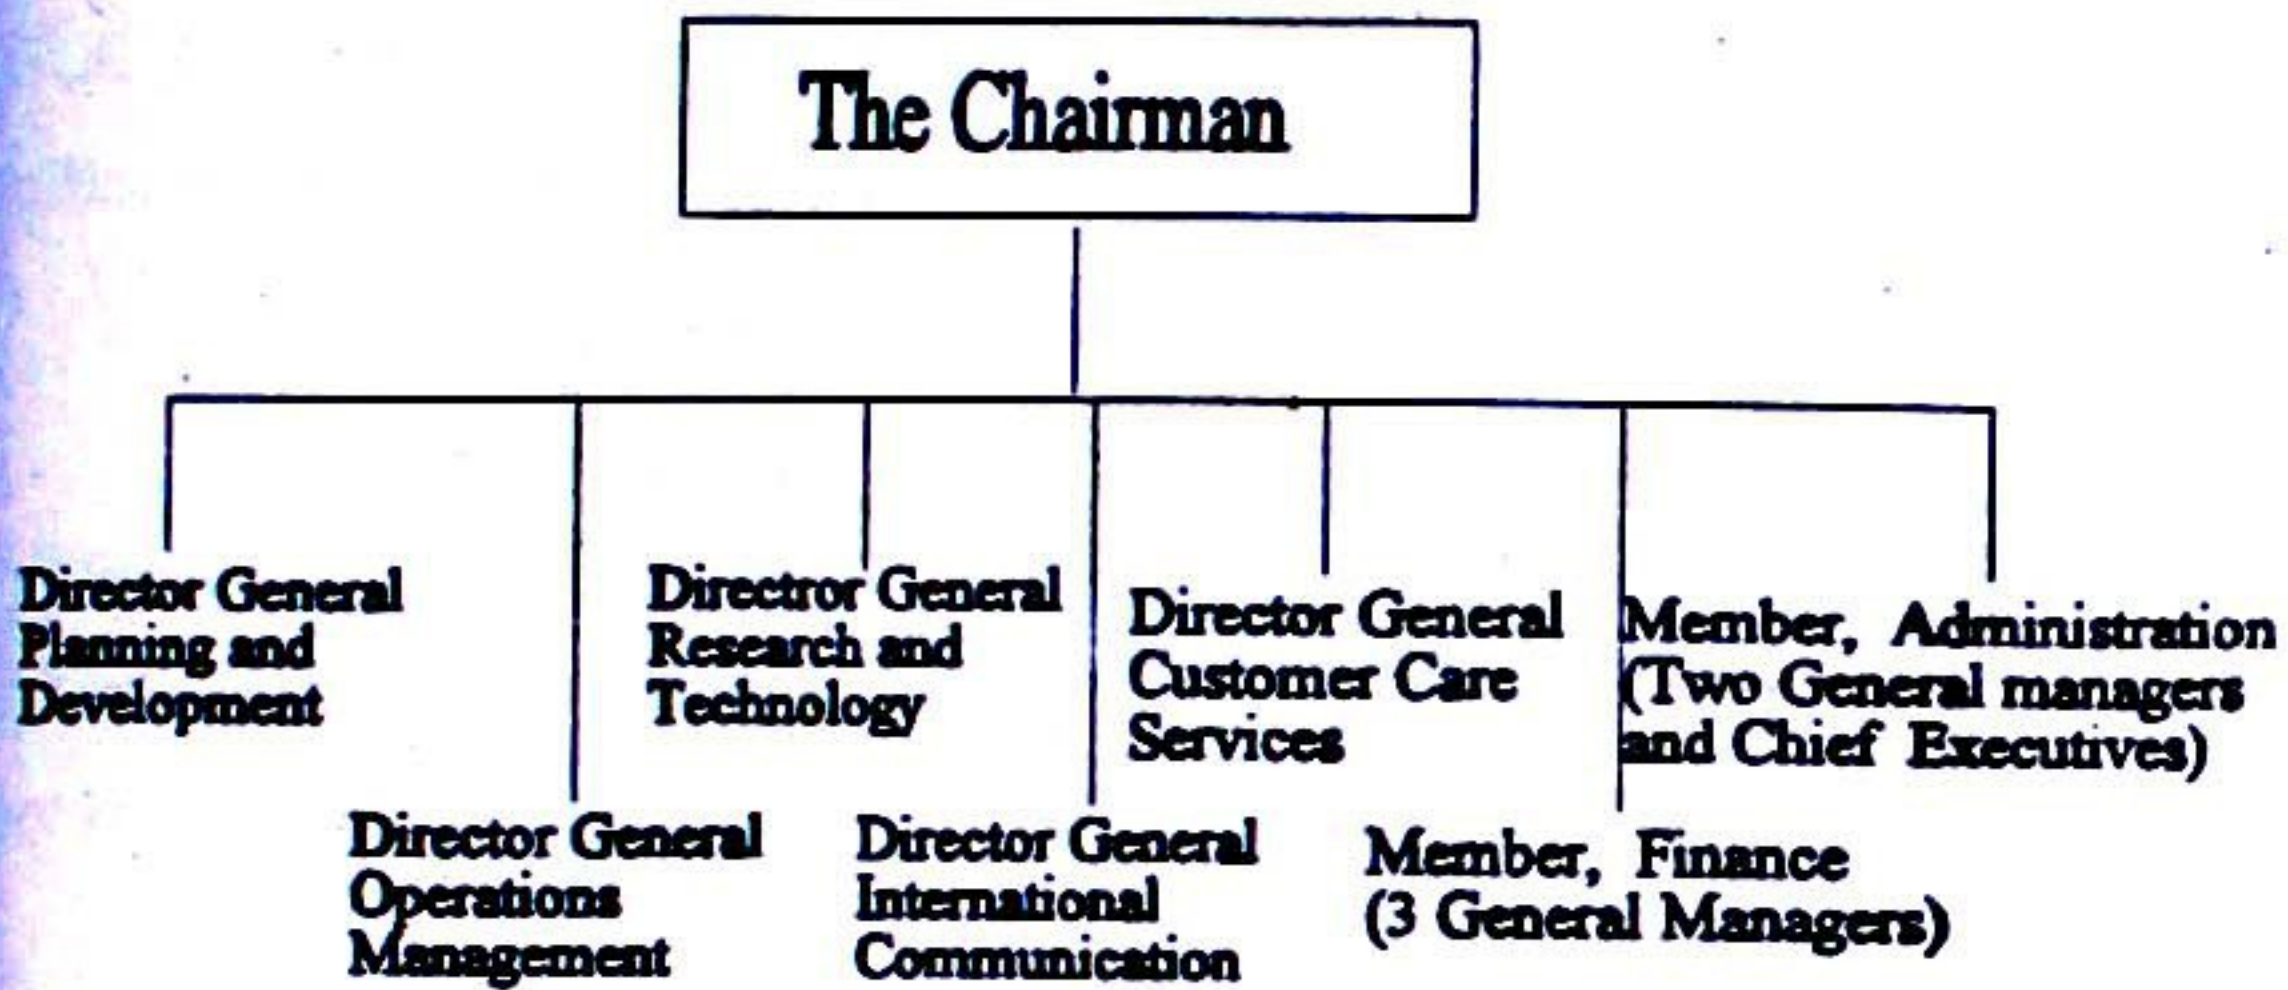 The Chairman
Director General
Planning and
Development
Directror General
Research and
Technology
Director General
Customer Care
Services
Member, Administration
(Two General managers
and Chief Executives)
Director General
Operations
Management
Director General
International
Communication
Member, Finance
(3 General Managers)